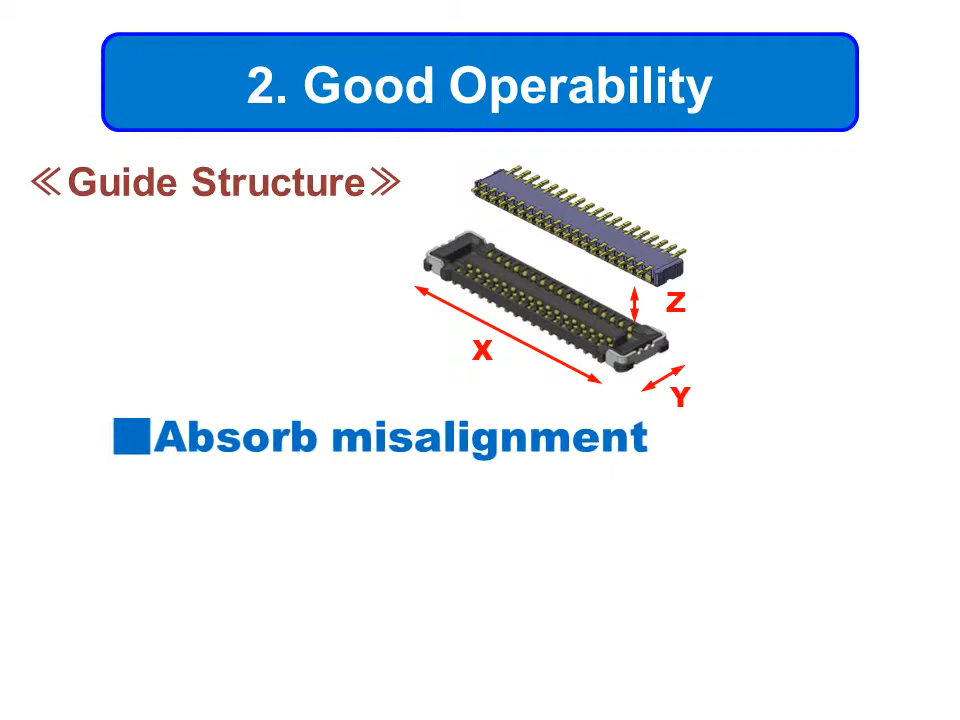 2. Good Operability
≪Guide Structure≫
Z
X
Y
■Absorb misalignment